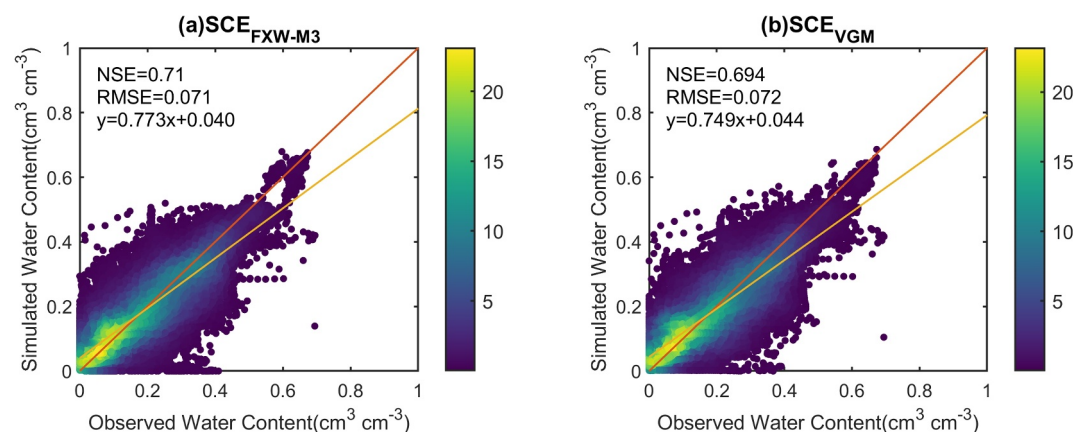 (a)SCE_FXW-M3
NSE=0.71
RMSE=0.071
y=0.773x+0.040
Simulated Water Content(cm³ cm⁻³)
1
0.8
0.6
0.4
0.2
0
0 0.2 0.4 0.6 0.8 1
Observed Water Content(cm³ cm⁻³)
20
15
10
5
(b)SCE_VGM
NSE=0.694
RMSE=0.072
y=0.749x+0.044
Simulated Water Content(cm³ cm⁻³)
1
0.8
0.6
0.4
0.2
0
0 0.2 0.4 0.6 0.8 1
Observed Water Content(cm³ cm⁻³)
20
15
10
5